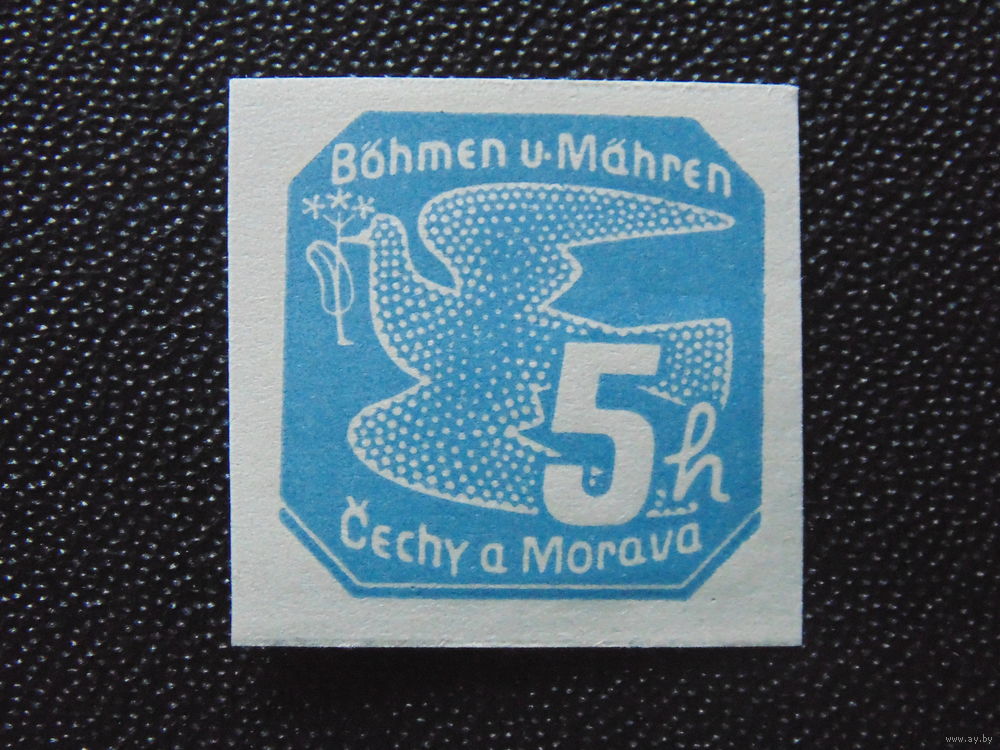 Böhmen u. Mähren
5 h
Čechy a Morava
www.ay.by